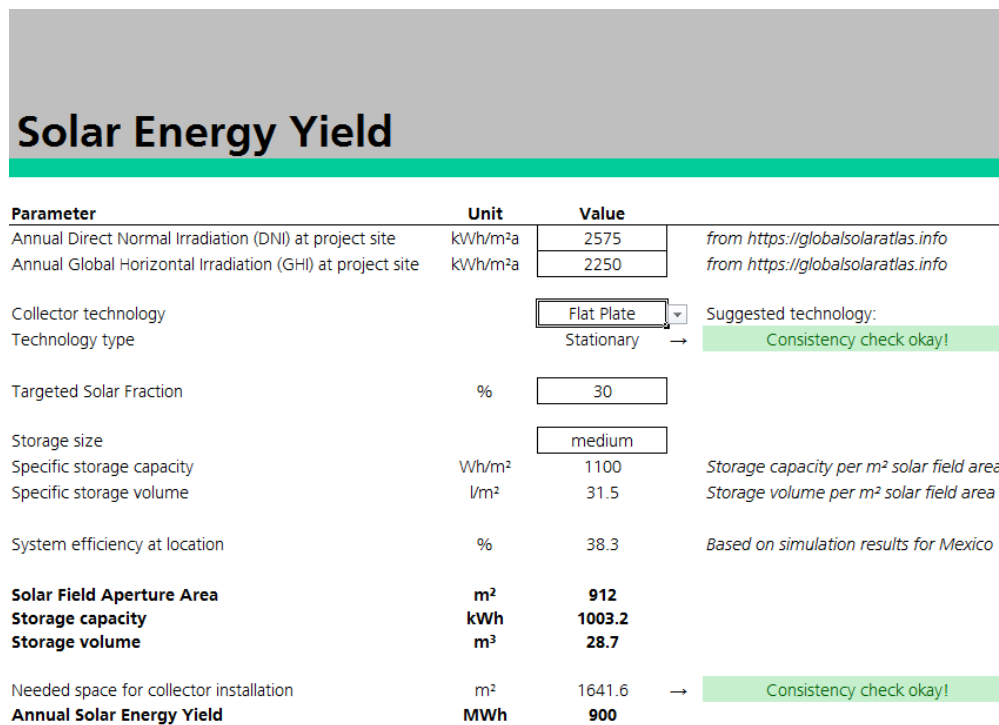 Solar Energy Yield
Parameter Unit Value
Annual Direct Normal Irradiation (DNI) at project site kWh/m²a 2575 from https://globalsolaratlas.info
Annual Global Horizontal Irradiation (GHI) at project site kWh/m²a 2250 from https://globalsolaratlas.info
Collector technology Flat Plate Suggested technology:
Technology type Stationary → Consistency check okay!
Targeted Solar Fraction % 30
Storage size medium
Specific storage capacity Wh/m² 1100 Storage capacity per m² solar field area
Specific storage volume l/m² 31.5 Storage volume per m² solar field area
System efficiency at location % 38.3 Based on simulation results for Mexico
Solar Field Aperture Area m² 912
Storage capacity kWh 1003.2
Storage volume m³ 28.7
Needed space for collector installation m² 1641.6 → Consistency check okay!
Annual Solar Energy Yield MWh 900